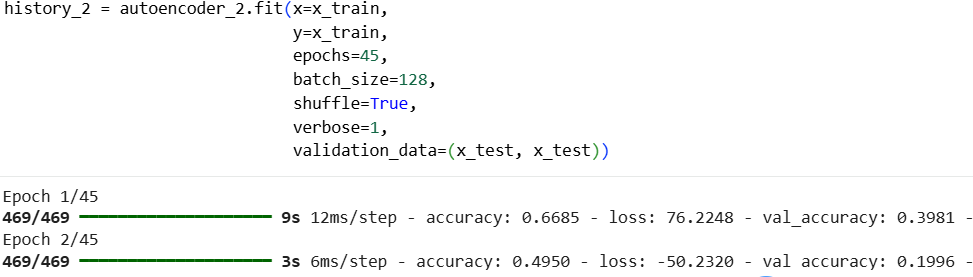 history_2 = autoencoder_2.fit(x=x_train,
y=x_train,
epochs=45,
batch_size=128,
shuffle=True,
verbose=1,
validation_data=(x_test, x_test))
Epoch 1/45
469/469 ━━━━━━━━━━━━━━━━━━━━ 9s 12ms/step - accuracy: 0.6685 - loss: 76.2248 - val_accuracy: 0.3981 -
Epoch 2/45
469/469 ━━━━━━━━━━━━━━━━━━━━ 3s 6ms/step - accuracy: 0.4950 - loss: -50.2320 - val_accuracy: 0.1996 -